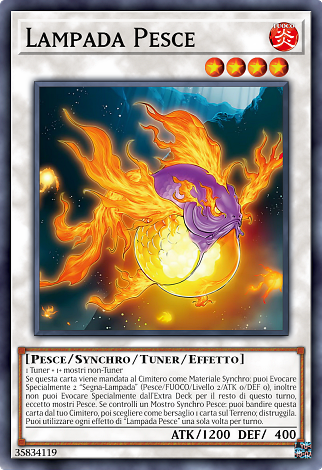 Lampada Pesce
FUOCO
炎
[Pesce/Synchro/Tuner/Effetto]
1 Tuner + 1+ mostri non-Tuner
Se questa carta viene mandata al Cimitero come Materiale Synchro: puoi Evocare
Specialmente 2 "Segna-Lampada" (Pesce/FUOCO/Livello 2/ATK 0/DEF 0), inoltre
non puoi Evocare Specialmente dall'Extra Deck per il resto di questo turno,
eccetto mostri Pesce. Se controlli un Mostro Synchro Pesce: puoi bandire questa
carta dal tuo Cimitero, poi scegliere come bersaglio 1 carta sul Terreno; distruggila.
Puoi utilizzare ogni effetto di "Lampada Pesce" una sola volta per turno.
ATK/1200 DEF/ 400
35834119